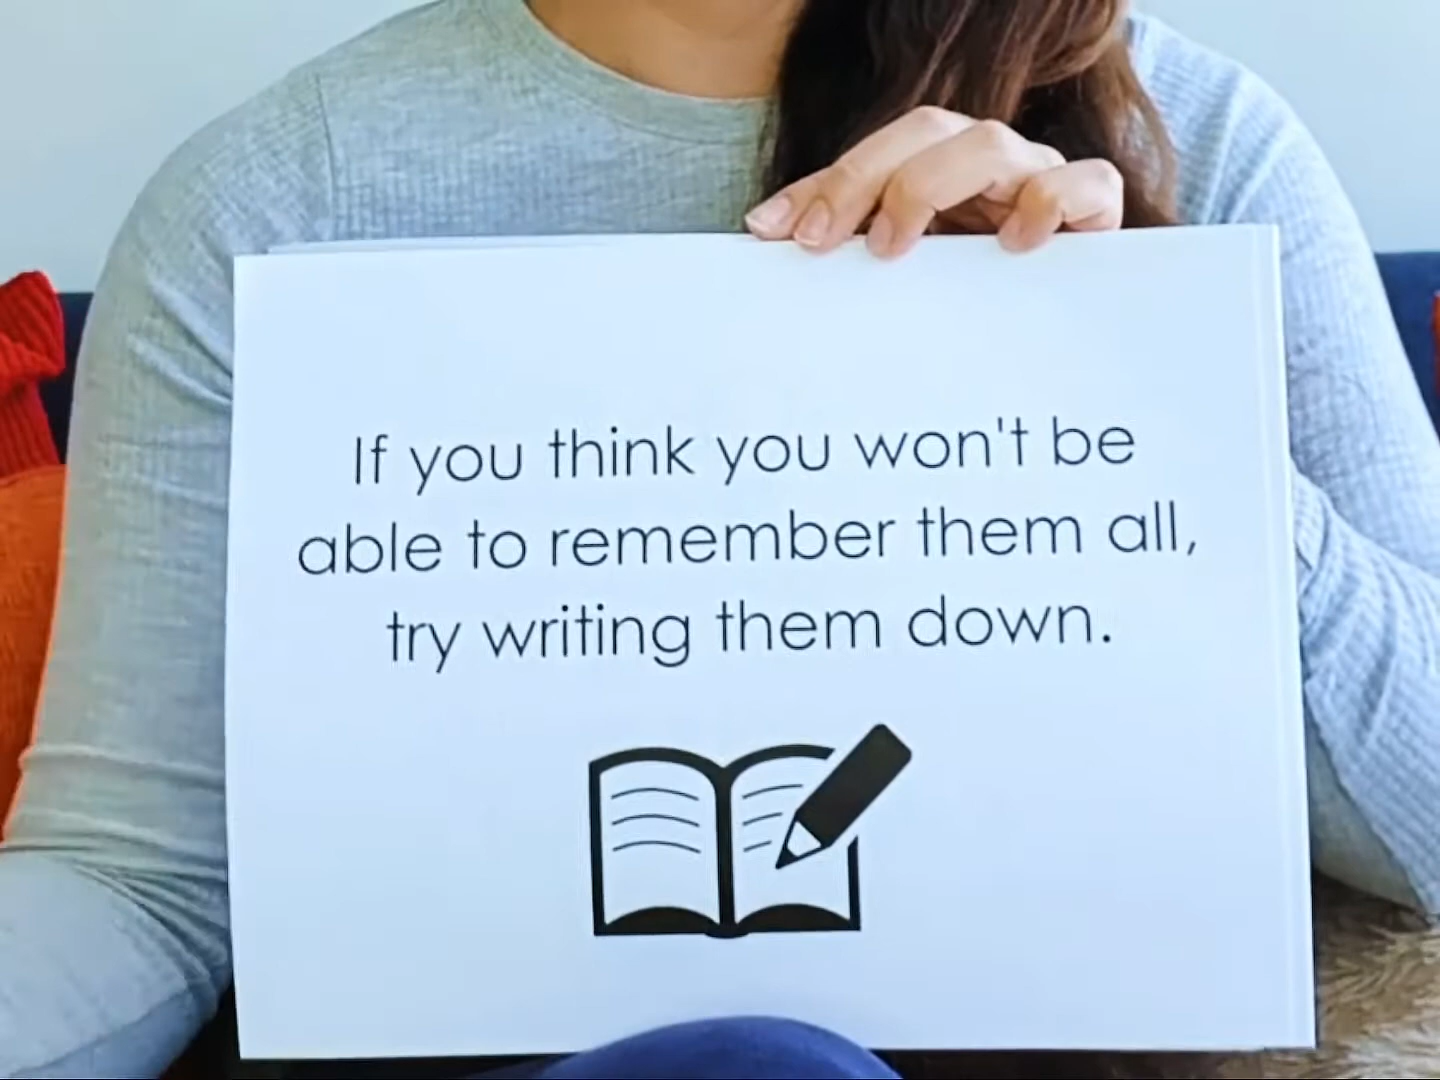 If you think you won't be
able to remember them all,
try writing them down.